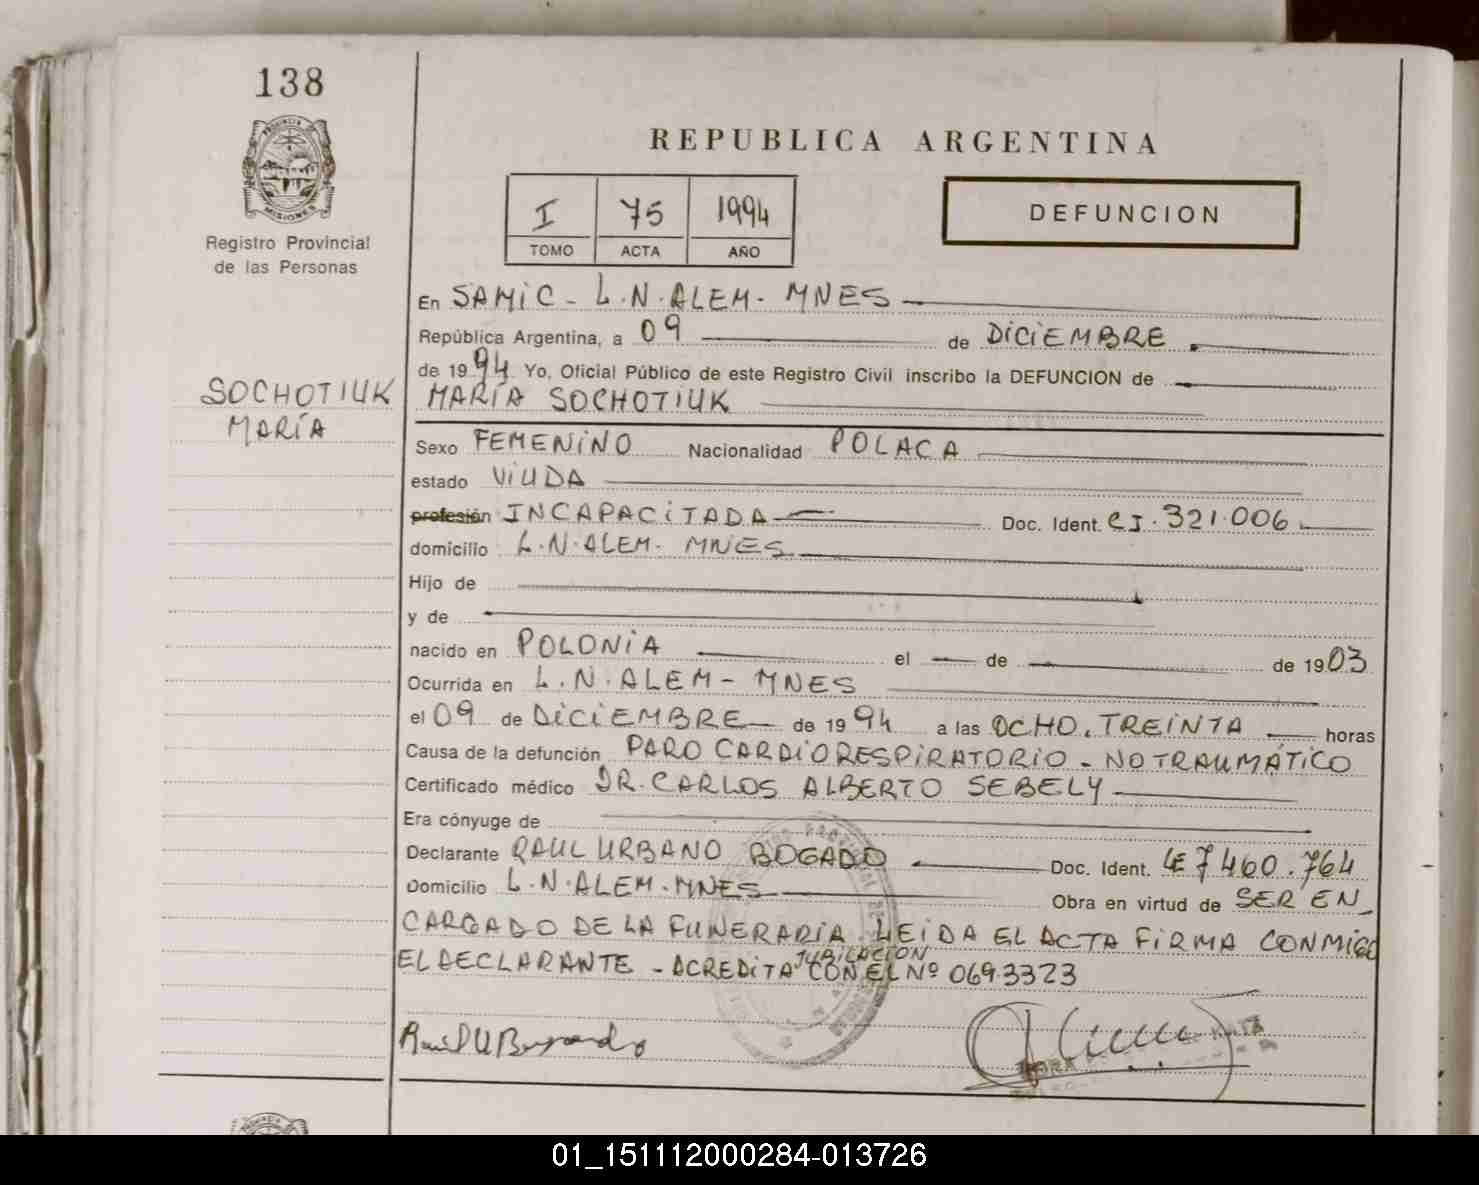 138
PROVINCIA DE
MISIONES
Registro Provincial
de las Personas
SOCHOTIUK
MARÍA
REPUBLICA ARGENTINA
I 75 1994
TOMO ACTA AÑO
DEFUNCION
En SAMIC - L.N.ALEM - MNES
República Argentina, a 09 de DICIEMBRE
de 1994 Yo, Oficial Público de este Registro Civil inscribo la DEFUNCION de
MARÍA SOCHOTIUK
Sexo FEMENINO Nacionalidad POLACA
estado VIUDA
profesión INCAPACITADA Doc. Ident. CI. 321.006
domicilio L.N.ALEM - MNES
Hijo de
y de
nacido en POLONIA el de de 1903
Ocurrida en L.N.ALEM - MNES
el 09 de DICIEMBRE de 1994 a las OCHO, TREINTA horas
Causa de la defunción PARO CARDIORESPIRATORIO - NO TRAUMÁTICO
Certificado médico DR. CARLOS ALBERTO SEBELY
Era cónyuge de
Declarante RAUL URBANO BOGADO Doc. Ident. LE 7460.764
Domicilio L.N.ALEM - MNES Obra en virtud de SER EN_
CARGADO DE LA FUNERARIA. LEIDA EL ACTA FIRMA CONMIGO
EL DECLARANTE - ACREDITA JUBILACION CON EL Nº 069.3323
01_151112000284-013726